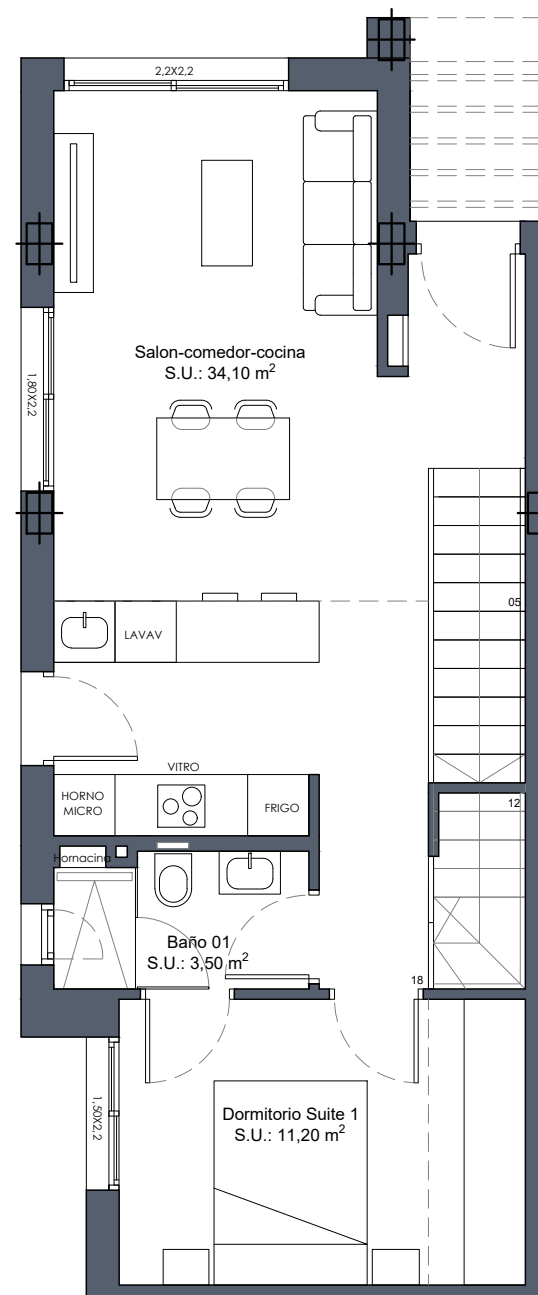 2,2X2,2
Salon-comedor-cocina
S.U.: 34,10 m²
1,80X2,2
05
LAVAV
VITRO
HORNO
MICRO
FRIGO
12
Hornacina
Baño 01
S.U.: 3,50 m²
18
1,50X2,2
Dormitorio Suite 1
S.U.: 11,20 m²